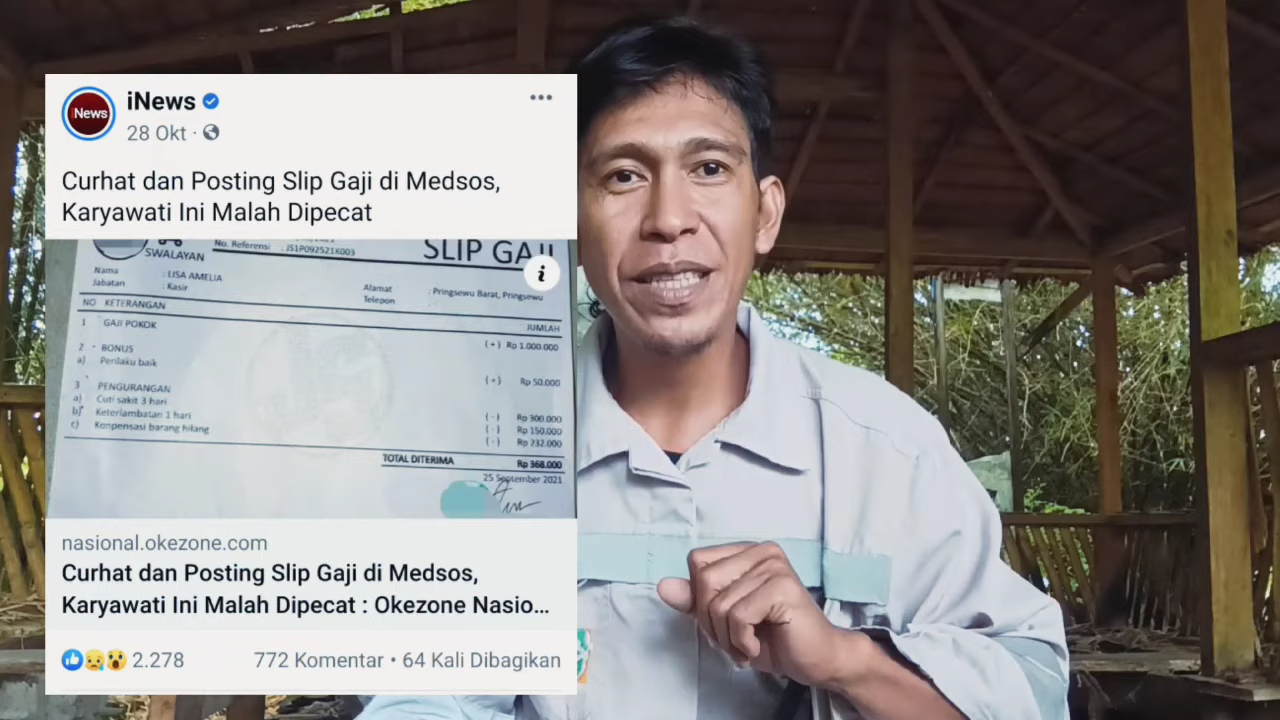 iNews
iNews
28 Okt
Curhat dan Posting Slip Gaji di Medsos,
Karyawati Ini Malah Dipecat
SWALAYAN
No. Referensi : JS1P092521K003
SLIP GAJI
Nama : LISA AMELIA
Jabatan : Kasir
Alamat : Pringsewu Barat, Pringsewu
Telepon :
NO KETERANGAN JUMLAH
1 GAJI POKOK (+) Rp 1.000.000
2 BONUS
a) Perilaku baik (+) Rp 50.000
3 PENGURANGAN
a) Cuti sakit 3 hari (-) Rp 300.000
b) Keterlambatan 1 hari (-) Rp 150.000
c) Konpensasi barang hilang (-) Rp 232.000
TOTAL DITERIMA Rp 368.000
25 September 2021
nasional.okezone.com
Curhat dan Posting Slip Gaji di Medsos,
Karyawati Ini Malah Dipecat : Okezone Nasio...
2.278 772 Komentar • 64 Kali Dibagikan